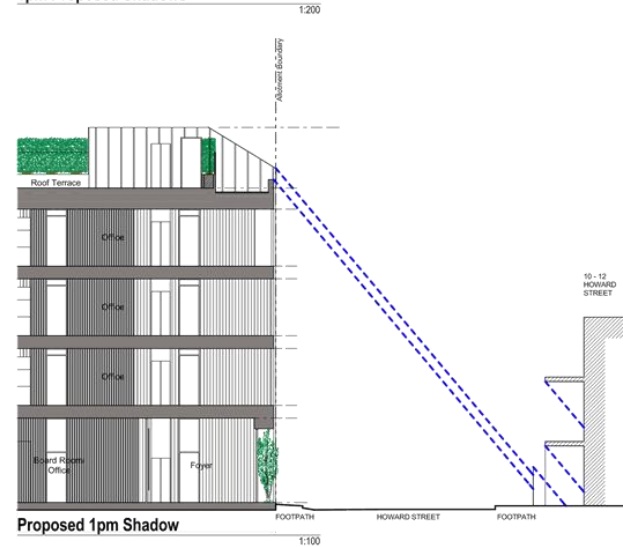 1:200
Allotment Boundary
Roof Terrace
Office
Office
Office
10 - 12
HOWARD
STREET
Board Room/
Office
Foyer
FOOTPATH
HOWARD STREET
FOOTPATH
Proposed 1pm Shadow
1:100